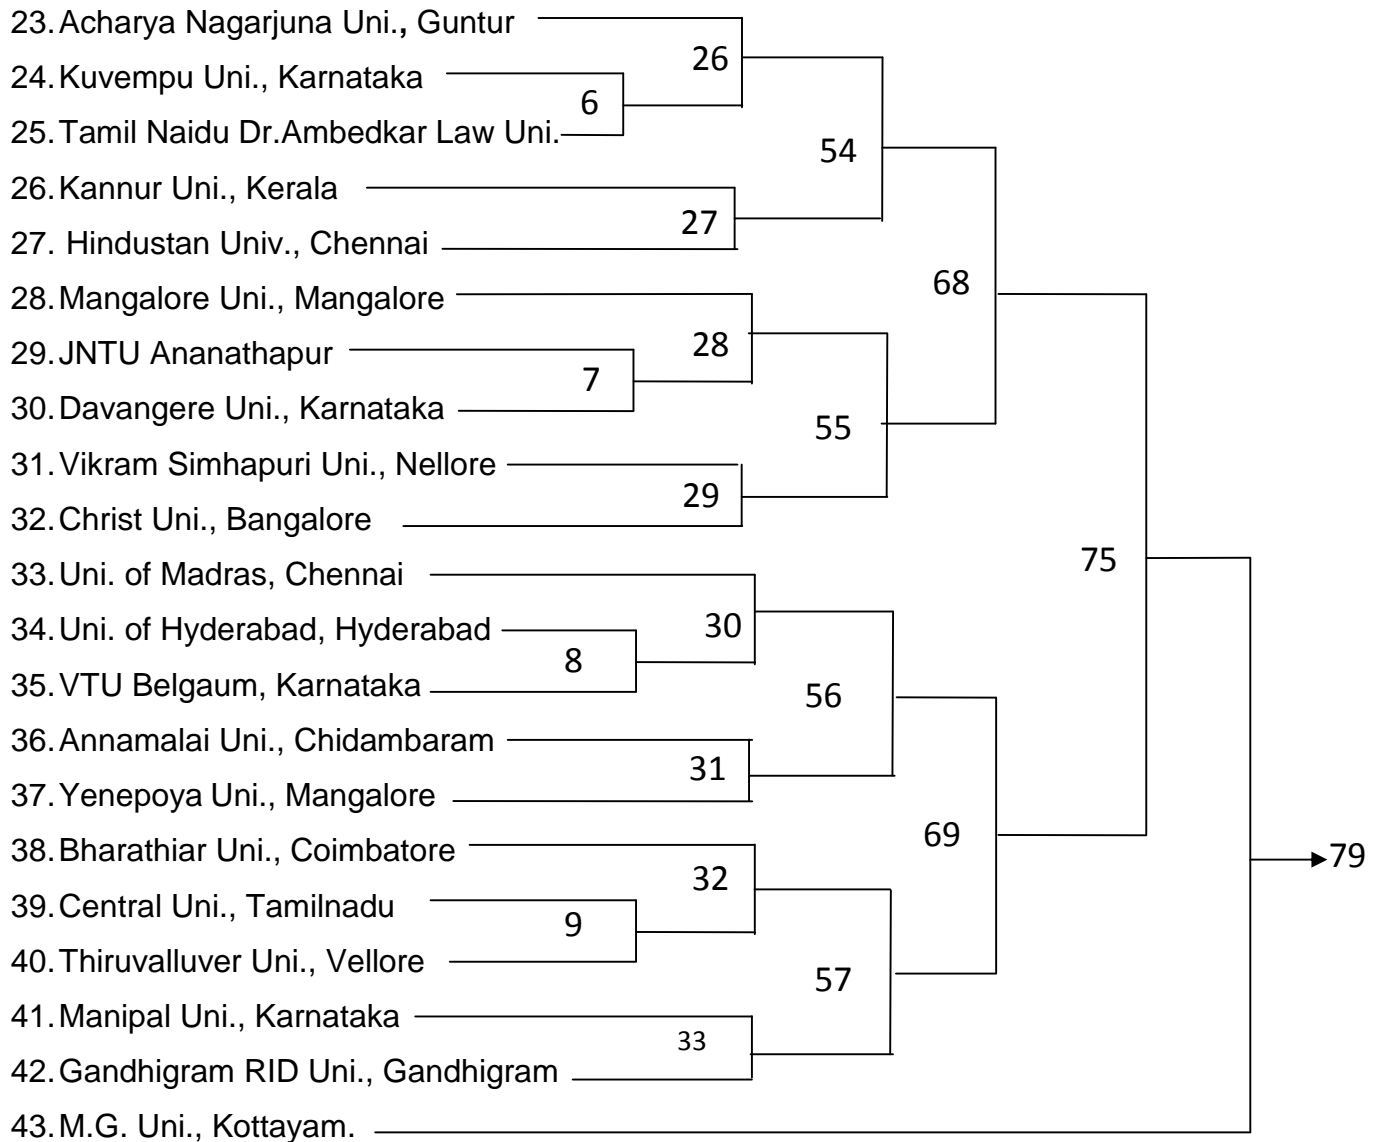 23. Acharya Nagarjuna Uni., Guntur
26
24. Kuvempu Uni., Karnataka
6
25. Tamil Naidu Dr.Ambedkar Law Uni.
54
26. Kannur Uni., Kerala
27
27. Hindustan Univ., Chennai
68
28. Mangalore Uni., Mangalore
28
29. JNTU Ananathapur
7
30. Davangere Uni., Karnataka
55
31. Vikram Simhapuri Uni., Nellore
29
32. Christ Uni., Bangalore
75
33. Uni. of Madras, Chennai
30
34. Uni. of Hyderabad, Hyderabad
8
35. VTU Belgaum, Karnataka
56
36. Annamalai Uni., Chidambaram
31
37. Yenepoya Uni., Mangalore
69
38. Bharathiar Uni., Coimbatore
79
32
39. Central Uni., Tamilnadu
9
40. Thiruvalluver Uni., Vellore
57
41. Manipal Uni., Karnataka
33
42. Gandhigram RID Uni., Gandhigram
43. M.G. Uni., Kottayam.